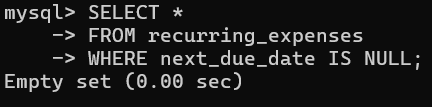 mysql> SELECT *
    -> FROM recurring_expenses
    -> WHERE next_due_date IS NULL;
Empty set (0.00 sec)